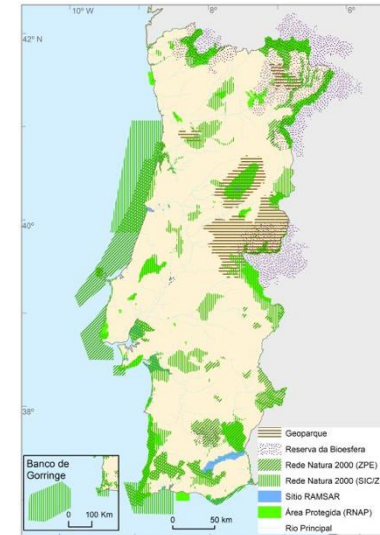 10° W
8°
6°
42° N
40°
38°
Banco de
Gorringe
0 100 Km
0 50 km
Geoparque
Reserva da Bioesfera
Rede Natura 2000 (ZPE)
Rede Natura 2000 (SIC/Z
Sítio RAMSAR
Área Protegida (RNAP)
Rio Principal